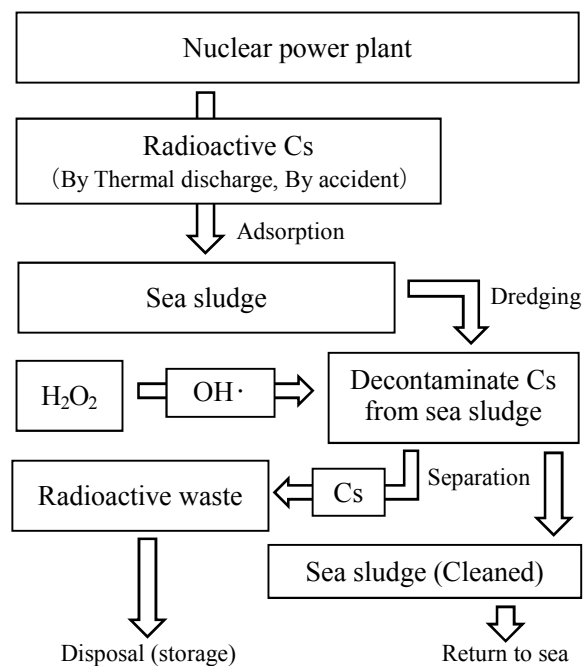 Nuclear power plant
Radioactive Cs
（By Thermal discharge, By accident）
Adsorption
Sea sludge
Dredging
H₂O₂
OH·
Decontaminate Cs
from sea sludge
Separation
Cs
Radioactive waste
Sea sludge (Cleaned)
Disposal (storage)
Return to sea